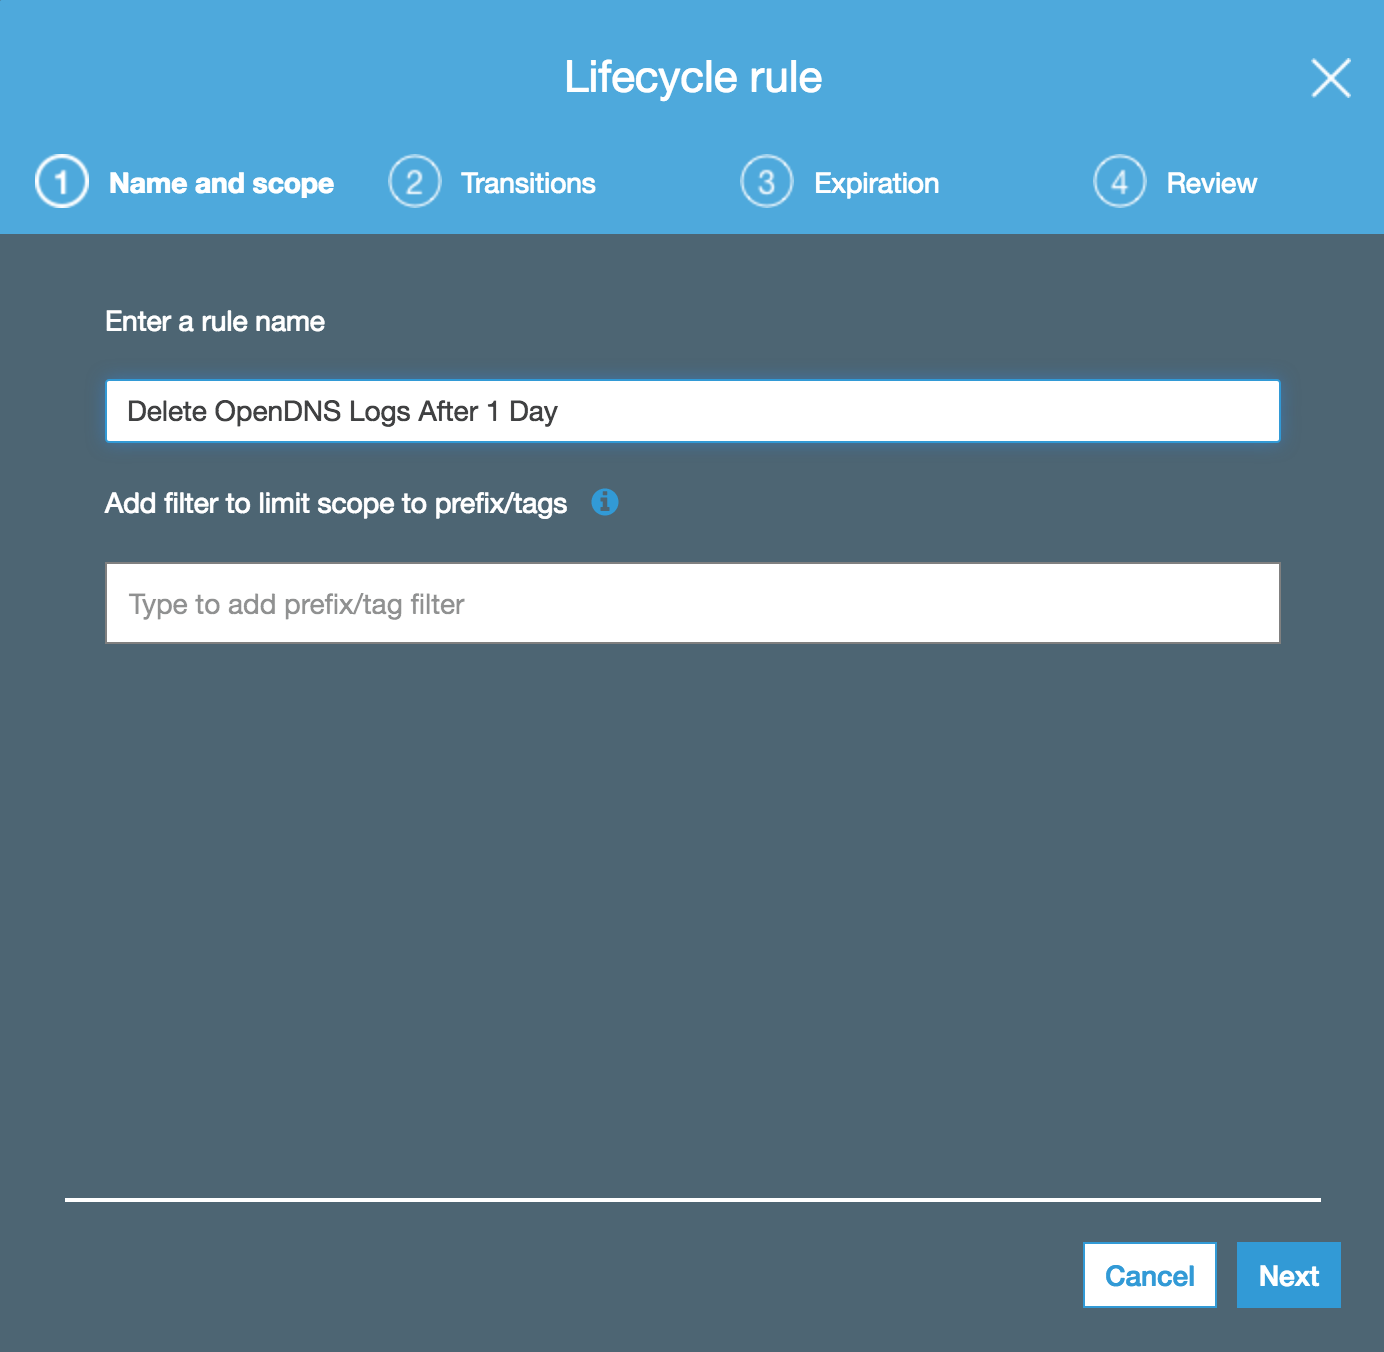 Lifecycle rule
1 Name and scope 2 Transitions 3 Expiration 4 Review
Enter a rule name
Delete OpenDNS Logs After 1 Day
Add filter to limit scope to prefix/tags
Type to add prefix/tag filter
Cancel Next